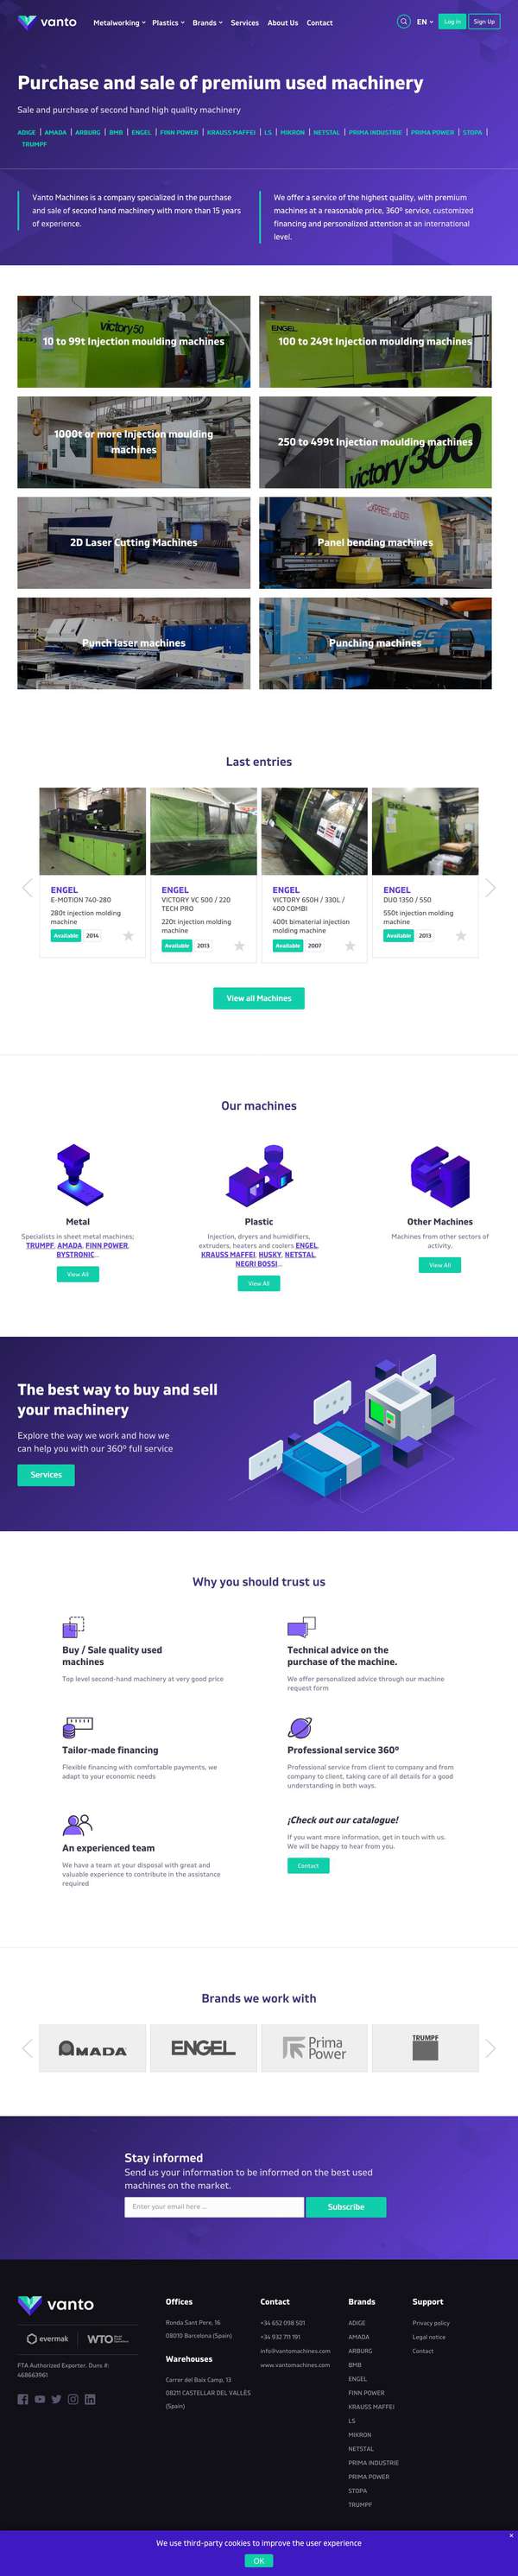 vanto
Metalworking Plastics Brands Services About Us Contact
EN Log in Sign Up
Purchase and sale of premium used machinery
Sale and purchase of second hand high quality machinery
ADIGE | AMADA | ARBURG | BMB | ENGEL | FINN POWER | KRAUSS MAFFEI | LS | MIKRON | NETSTAL | PRIMA INDUSTRIE | PRIMA POWER | STOPA |
TRUMPF
Vanto Machines is a company specialized in the purchase
and sale of second hand machinery with more than 15 years
of experience.
We offer a service of the highest quality, with premium
machines at a reasonable price, 360º service, customized
financing and personalized attention at an international
level.
victory 50
10 to 99t Injection moulding machines
ENGEL
100 to 249t Injection moulding machines
1000t or more Injection moulding
machines
250 to 499t Injection moulding machines
victory 300
2D Laser Cutting Machines
Panel bending machines
Punch laser machines
Punching machines
Last entries
ENGEL
E-MOTION 740-280
280t injection molding
machine
Available 2014
ENGEL
VICTORY VC 500 / 220
TECH PRO
220t injection molding
machine
Available 2013
ENGEL
VICTORY 650H / 330L /
400 COMBI
400t bimaterial injection
molding machine
Available 2007
ENGEL
DUO 1350 / 550
550t injection molding
machine
Available 2013
View all Machines
Our machines
Metal
Specialists in sheet metal machines;
TRUMPF, AMADA, FINN POWER,
BYSTRONIC...
View All
Plastic
Injection, dryers and humidifiers,
extruders, heaters and coolers ENGEL,
KRAUSS MAFFEI, HUSKY, NETSTAL,
NEGRI BOSSI...
View All
Other Machines
Machines from other sectors of
activity.
View All
The best way to buy and sell
your machinery
Explore the way we work and how we
can help you with our 360º full service
Services
Why you should trust us
Buy / Sale quality used
machines
Top level second-hand machinery at very good price
Technical advice on the
purchase of the machine.
We offer personalized advice through our machine
request form
Tailor-made financing
Flexible financing with comfortable payments, we
adapt to your economic needs
Professional service 360º
Professional service from client to company and from
company to client, taking care of all details for a good
understanding in both ways.
An experienced team
We have a team at your disposal with great and
valuable experience to contribute in the assistance
required
¡Check out our catalogue!
If you want more information, get in touch with us.
We will be happy to hear from you.
Contact
Brands we work with
AMADA
ENGEL
Prima
Power
TRUMPF
Stay informed
Send us your information to be informed on the best used
machines on the market.
Enter your email here ...
Subscribe
vanto
evermak
WTO
FTA Authorized Exporter. Duns #:
468663961
Offices
Ronda Sant Pere, 16
08010 Barcelona (Spain)
Warehouses
Carrer del Baix Camp, 13
08211 CASTELLAR DEL VALLÈS
(Spain)
Contact
+34 652 098 501
+34 932 711 191
info@vantomachines.com
www.vantomachines.com
Brands
ADIGE
AMADA
ARBURG
BMB
ENGEL
FINN POWER
KRAUSS MAFFEI
LS
MIKRON
NETSTAL
PRIMA INDUSTRIE
PRIMA POWER
STOPA
TRUMPF
Support
Privacy policy
Legal notice
Contact
We use third-party cookies to improve the user experience
OK